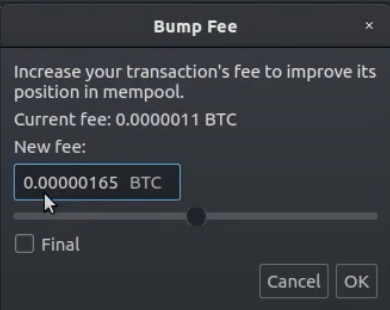 Bump Fee
×
Increase your transaction's fee to improve its
position in mempool.
Current fee: 0.0000011 BTC
New fee:
0.00000165 BTC
Final
Cancel OK